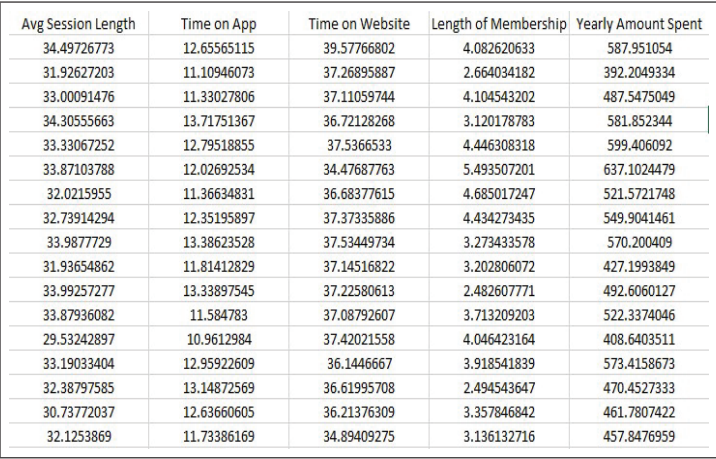 Avg Session Length Time on App Time on Website Length of Membership Yearly Amount Spent
34.49726773 12.65565115 39.57766802 4.082620633 587.951054
31.92627203 11.10946073 37.26895887 2.664034182 392.2049334
33.00091476 11.33027806 37.11059744 4.104543202 487.5475049
34.30555663 13.71751367 36.72128268 3.120178783 581.852344
33.33067252 12.79518855 37.5366533 4.446308318 599.406092
33.87103788 12.02692534 34.47687763 5.493507201 637.1024479
32.0215955 11.36634831 36.68377615 4.685017247 521.5721748
32.73914294 12.35195897 37.37335886 4.434273435 549.9041461
33.9877729 13.38623528 37.53449734 3.273433578 570.200409
31.93654862 11.81412829 37.14516822 3.202806072 427.1993849
33.99257277 13.33897545 37.22580613 2.482607771 492.6060127
33.87936082 11.584783 37.08792607 3.713209203 522.3374046
29.53242897 10.9612984 37.42021558 4.046423164 408.6403511
33.19033404 12.95922609 36.1446667 3.918541839 573.4158673
32.38797585 13.14872569 36.61995708 2.494543647 470.4527333
30.73772037 12.63660605 36.21376309 3.357846842 461.7807422
32.1253869 11.73386169 34.89409275 3.136132716 457.8476959